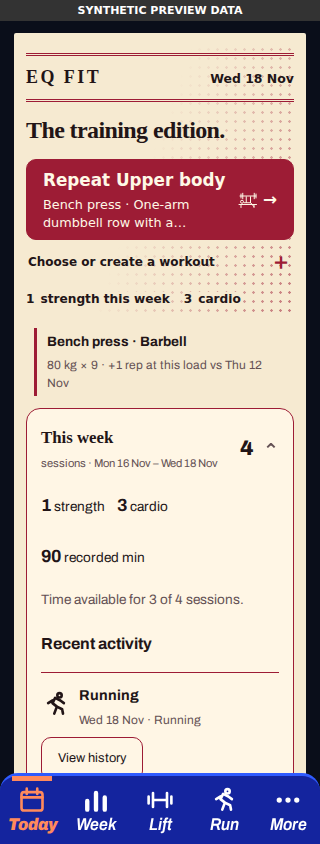 SYNTHETIC PREVIEW DATA
EQ FIT
Wed 18 Nov
The training edition.
Repeat Upper body
Bench press · One-arm
dumbbell row with a…
→
Choose or create a workout
+
1 strength this week 3 cardio
Bench press · Barbell
80 kg × 9 · +1 rep at this load vs Thu 12
Nov
This week
4
sessions · Mon 16 Nov – Wed 18 Nov
1 strength 3 cardio
90 recorded min
Time available for 3 of 4 sessions.
Recent activity
Running
Wed 18 Nov · Running
View history
Today
Week
Lift
Run
More